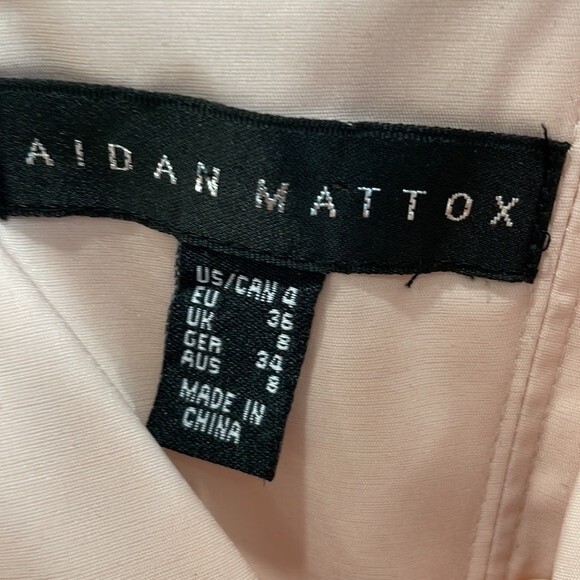 AIDAN MATTOX
US/CAN 4
EU 36
UK 8
GER 34
AUS 8
MADE IN
CHINA